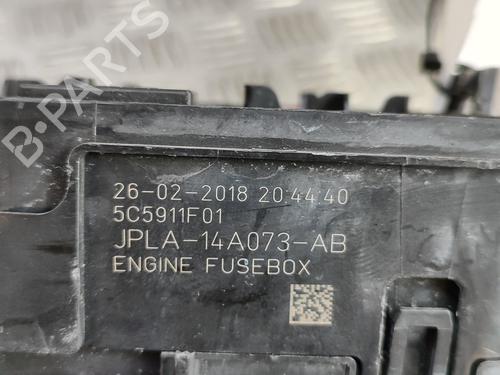 B-PARTS
26-02-2018 20:44:40
5C5911F01
JPLA-14A073-AB
ENGINE FUSEBOX